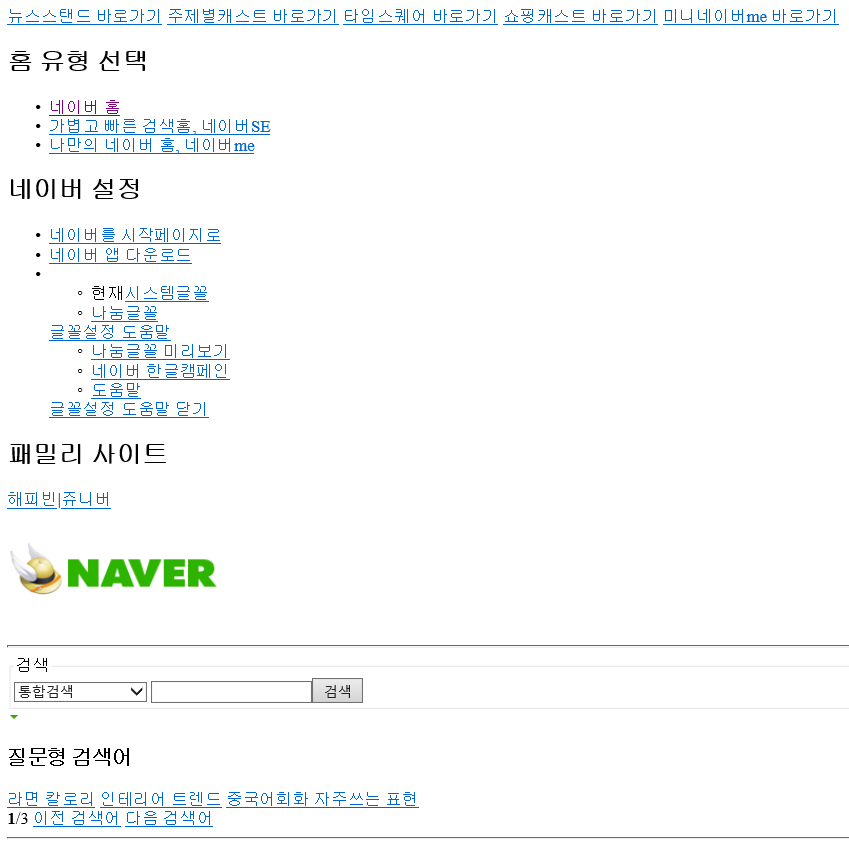 뉴스스탠드 바로가기 주제별캐스트 바로가기 타임스퀘어 바로가기 쇼핑캐스트 바로가기 미니네이버me 바로가기
홈 유형 선택
네이버 홈
가볍고 빠른 검색홈, 네이버SE
나만의 네이버 홈, 네이버me
네이버 설정
네이버를 시작페이지로
네이버 앱 다운로드
현재시스템글꼴
나눔글꼴
글꼴설정 도움말
나눔글꼴 미리보기
네이버 한글캠페인
도움말
글꼴설정 도움말 닫기
패밀리 사이트
해피빈|쥬니버
NAVER
검색
통합검색 검색
질문형 검색어
라면 칼로리 인테리어 트렌드 중국어회화 자주쓰는 표현
1/3 이전 검색어 다음 검색어